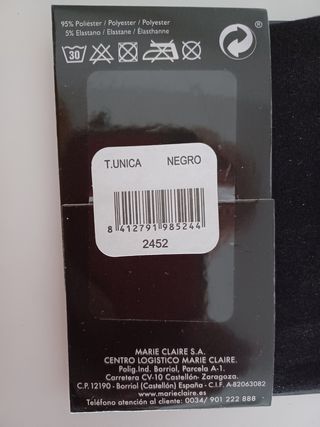 95% Poliéster / Polyester / Polyester
5% Elastano / Elastane / Élasthanne
®
30
T.UNICA NEGRO
8 412791 985244
2452
MARIE CLAIRE S.A.
CENTRO LOGISTICO MARIE CLAIRE.
Polig.Ind. Borriol, Parcela A-1.
Carretera CV-10 Castellón- Zaragoza.
C.P. 12190 - Borriol (Castellón) España - C.I.F. A-82063082
www.marieclaire.es
Teléfono atención al cliente: 0034/ 901 222 888